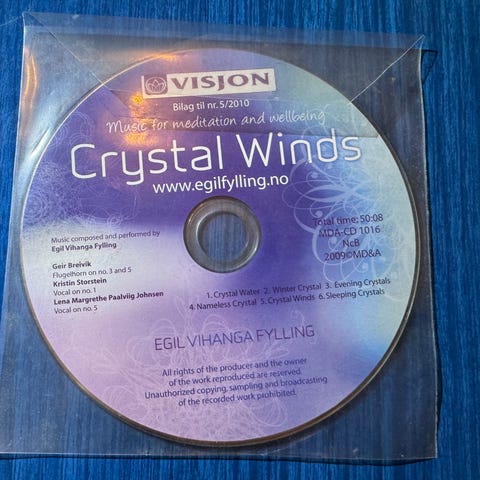 VISJON
Bilag til nr. 5/2010
Music for meditation and wellbeing
Crystal Winds
www.egilfylling.no
Total time: 50:08
MDA-CD 1016
NcB
2009©MD&A
Music composed and performed by
Egil Vihanga Fylling
Geir Breivik
Flugelhorn on no. 3 and 5
Kristin Storstein
Vocal on no. 1
Lena Margrethe Paalviig Johnsen
Vocal on no. 5
1. Crystal Water 2. Winter Crystal 3. Evening Crystals
4. Nameless Crystal 5. Crystal Winds 6. Sleeping Crystals
EGIL VIHANGA FYLLING
All rights of the producer and the owner
of the work reproduced are reserved.
Unauthorized copying, sampling and broadcasting
of the recorded work prohibited.